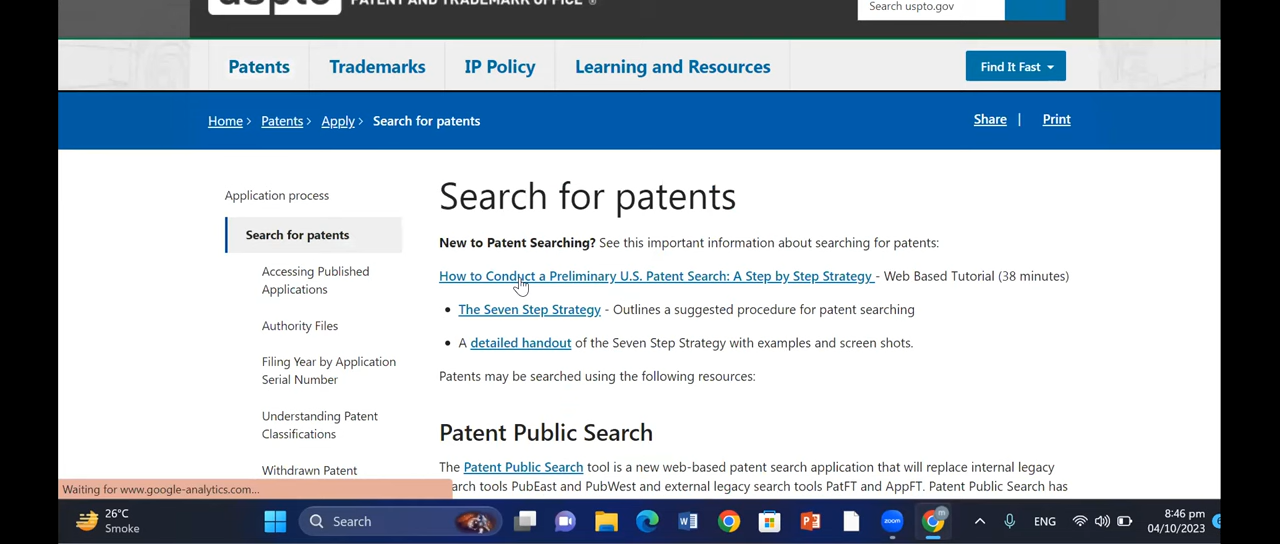 uspto PATENT AND TRADEMARK OFFICE ®
Search uspto.gov
Patents Trademarks IP Policy Learning and Resources Find It Fast
Home > Patents > Apply > Search for patents Share | Print
Application process
Search for patents
Accessing Published
Applications
Authority Files
Filing Year by Application
Serial Number
Understanding Patent
Classifications
Withdrawn Patent
Search for patents
New to Patent Searching? See this important information about searching for patents:
How to Conduct a Preliminary U.S. Patent Search: A Step by Step Strategy - Web Based Tutorial (38 minutes)
• The Seven Step Strategy - Outlines a suggested procedure for patent searching
• A detailed handout of the Seven Step Strategy with examples and screen shots.
Patents may be searched using the following resources:
Patent Public Search
The Patent Public Search tool is a new web-based patent search application that will replace internal legacy
arch tools PubEast and PubWest and external legacy search tools PatFT and AppFT. Patent Public Search has
Waiting for www.google-analytics.com...
26°C
Smoke
Search
zoom
ENG
8:46 pm
04/10/2023